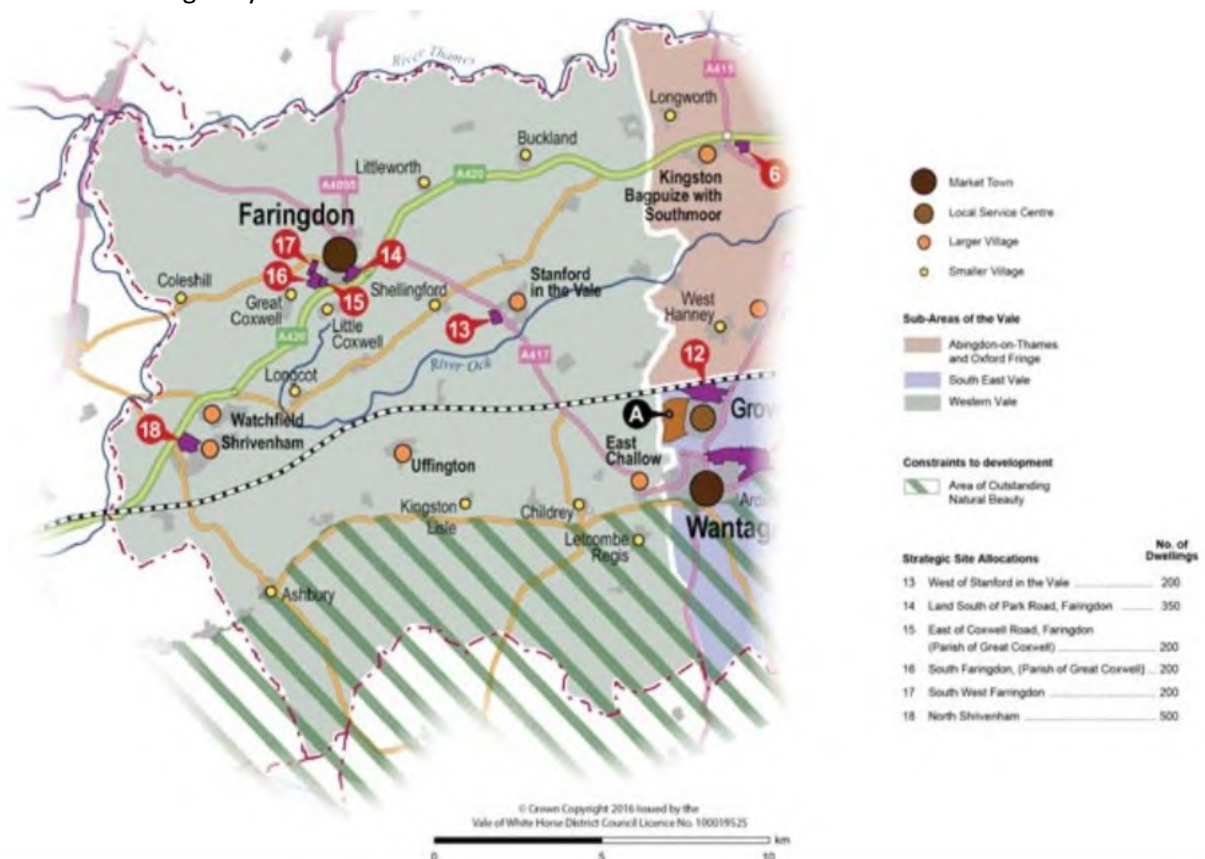 River Thames
A415
Longworth
Buckland
Littleworth
A420
A4095
Kingston
Bagpuize with
Southmoor
6
Faringdon
17
14
16
15
Coleshill
Great
Coxwell
Shellingford
Stanford
in the Vale
West
Hanney
Little
Coxwell
13
A420
A417
River Ock
12
Longcot
A
Grov
Watchfield
18
Shrivenham
East
Challow
Uffington
Kingston
Lisle
Childrey
Wantag
Letcombe
Regis
Ashbury
Market Town
Local Service Centre
Larger Village
Smaller Village
Sub-Areas of the Vale
Abingdon-on-Thames
and Oxford Fringe
South East Vale
Western Vale
Constraints to development
Area of Outstanding
Natural Beauty
Strategic Site Allocations No. of Dwellings
13 West of Stanford in the Vale 200
14 Land South of Park Road, Faringdon 350
15 East of Coxwell Road, Faringdon
(Parish of Great Coxwell) 200
16 South Faringdon, (Parish of Great Coxwell) 200
17 South West Farringdon 200
18 North Shrivenham 500
© Crown Copyright 2016 Issued by the
Vale of White Horse District Council Licence No. 100019525
km
0 5 10